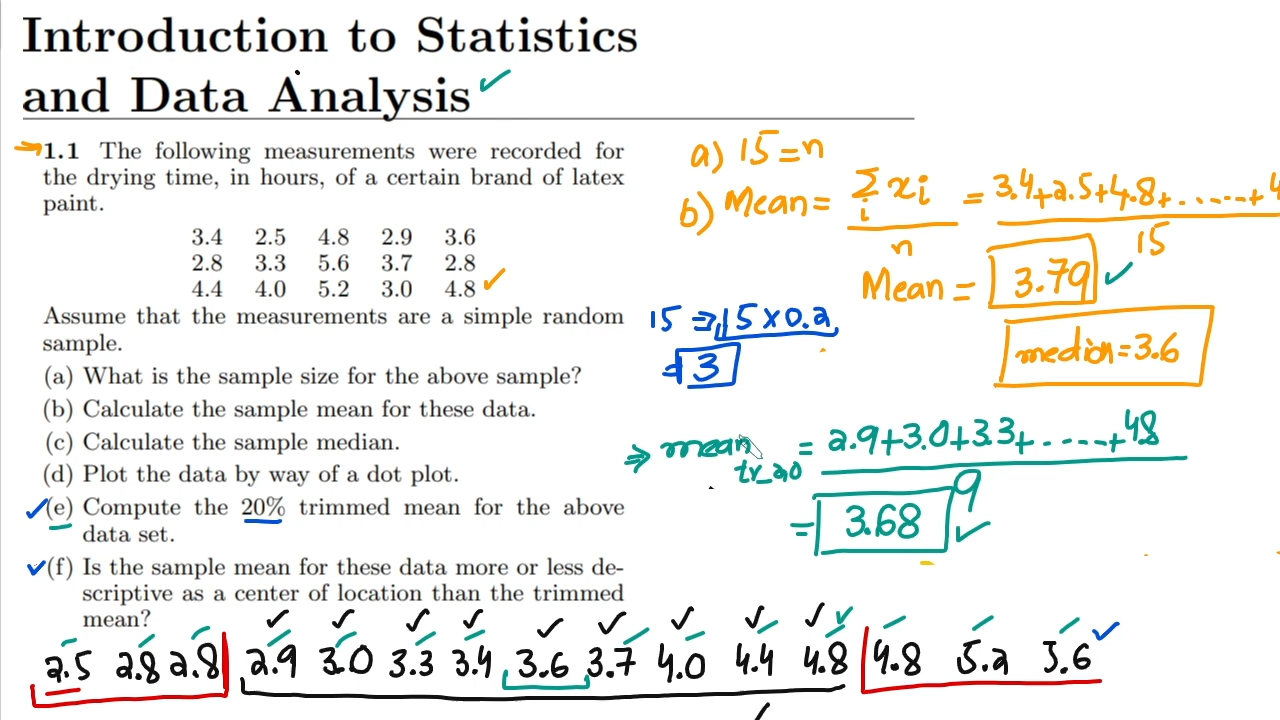 Introduction to Statistics
and Data Analysis
1.1 The following measurements were recorded for
the drying time, in hours, of a certain brand of latex
paint.
3.4 2.5 4.8 2.9 3.6
2.8 3.3 5.6 3.7 2.8
4.4 4.0 5.2 3.0 4.8
Assume that the measurements are a simple random
sample.
(a) What is the sample size for the above sample?
(b) Calculate the sample mean for these data.
(c) Calculate the sample median.
(d) Plot the data by way of a dot plot.
(e) Compute the 20% trimmed mean for the above
data set.
(f) Is the sample mean for these data more or less de-
scriptive as a center of location than the trimmed
mean?
a) 15 = n
b) Mean = Σ xi / n = 3.4+2.5+4.8+.......+4
i
15
Mean = 3.79
median = 3.6
15 ⇒ 15 x 0.2
= 3
⇒ mean tr_20 = 2.9+3.0+3.3+.....+48
9
= 3.68
2.5 2.8 2.8 2.9 3.0 3.3 3.4 3.6 3.7 4.0 4.4 4.8 4.8 5.2 3.6